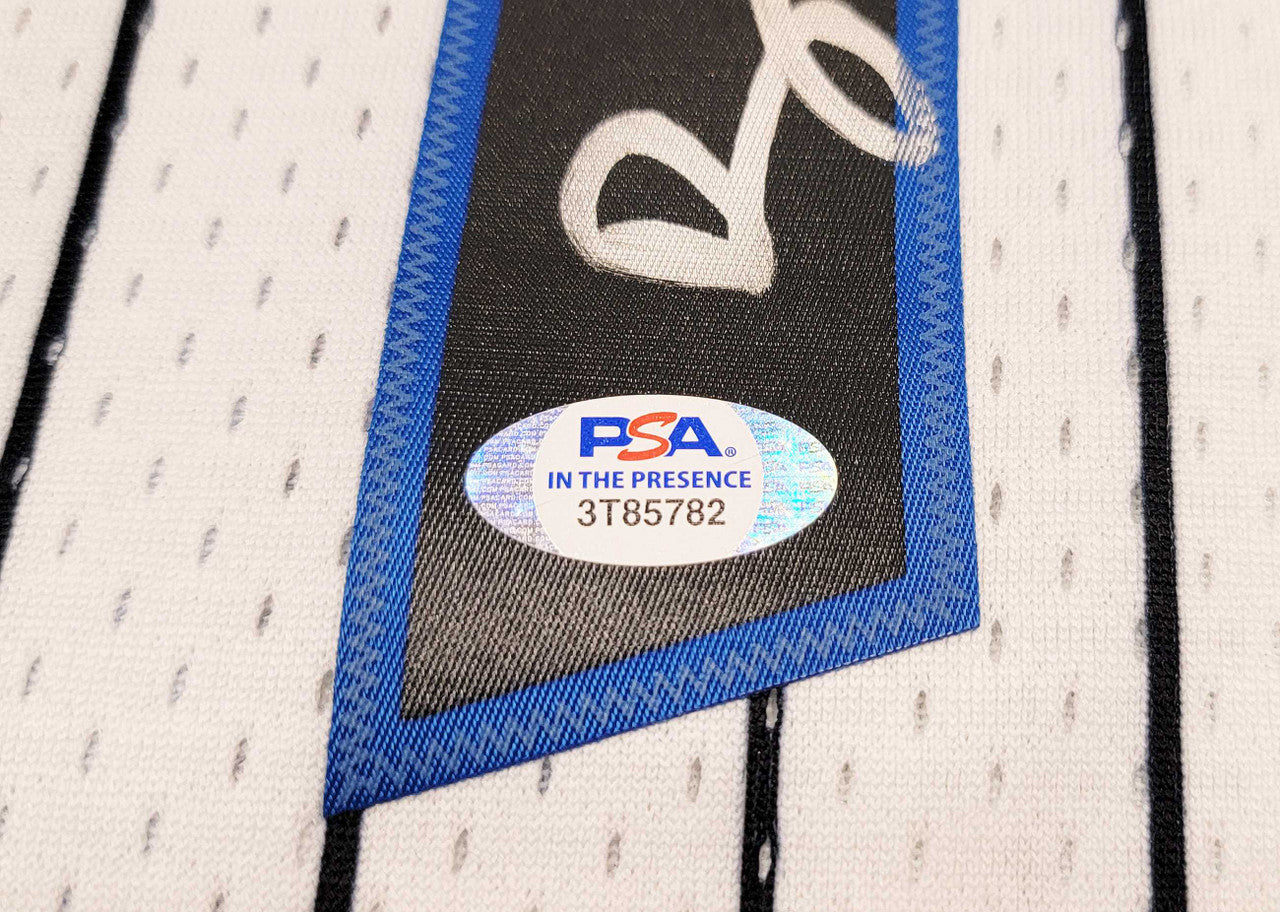 PSA®
IN THE PRESENCE
3T85782